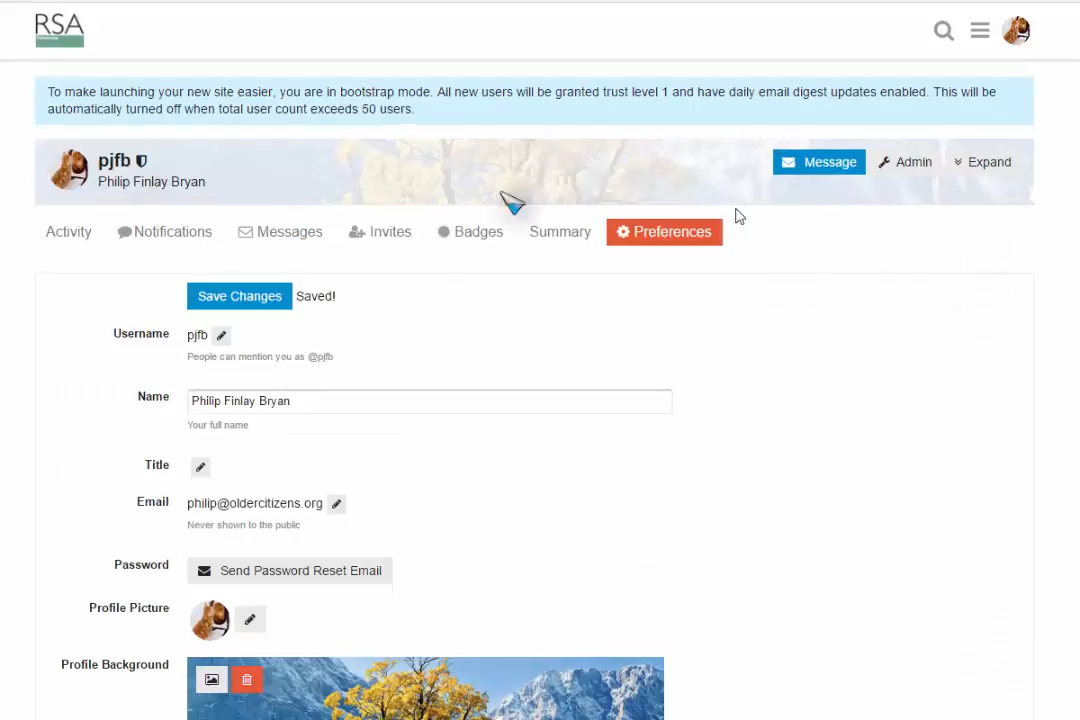 RSA
To make launching your new site easier, you are in bootstrap mode. All new users will be granted trust level 1 and have daily email digest updates enabled. This will be
automatically turned off when total user count exceeds 50 users.
pjfb
Philip Finlay Bryan
Message
Admin
Expand
Activity
Notifications
Messages
Invites
Badges
Summary
Preferences
Save Changes Saved!
Username
pjfb
People can mention you as @pjfb
Name
Philip Finlay Bryan
Your full name
Title
Email
philip@oldercitizens.org
Never shown to the public
Password
Send Password Reset Email
Profile Picture
Profile Background